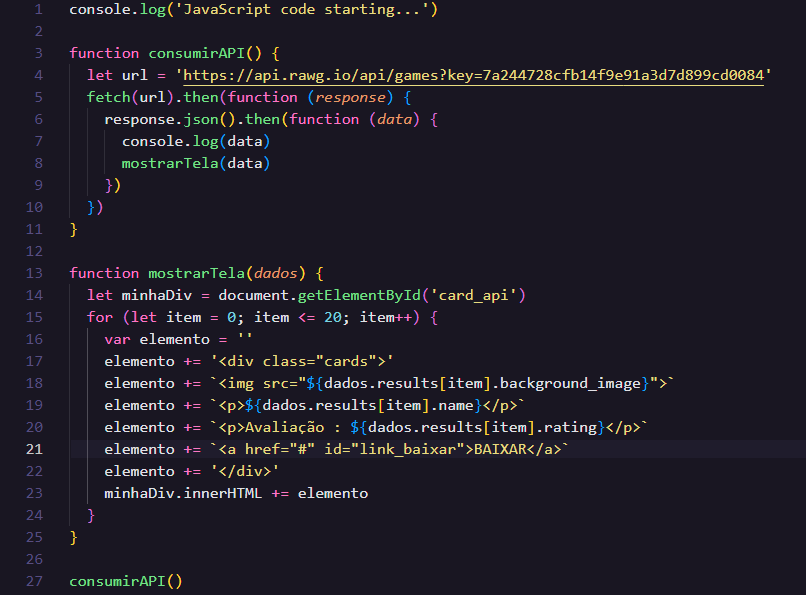 1 console.log('JavaScript code starting...')
2
3 function consumirAPI() {
4 let url = 'https://api.rawg.io/api/games?key=7a244728cfb14f9e91a3d7d899cd0084'
5 fetch(url).then(function (response) {
6 response.json().then(function (data) {
7 console.log(data)
8 mostrarTela(data)
9 })
10 })
11 }
12
13 function mostrarTela(dados) {
14 let minhaDiv = document.getElementById('card_api')
15 for (let item = 0; item <= 20; item++) {
16 var elemento = ''
17 elemento += '<div class="cards">'
18 elemento += `<img src="${dados.results[item].background_image}">`
19 elemento += `<p>${dados.results[item].name}</p>`
20 elemento += `<p>Avaliação : ${dados.results[item].rating}</p>`
21 elemento += `<a href="#" id="link_baixar">BAIXAR</a>`
22 elemento += '</div>'
23 minhaDiv.innerHTML += elemento
24 }
25 }
26
27 consumirAPI()